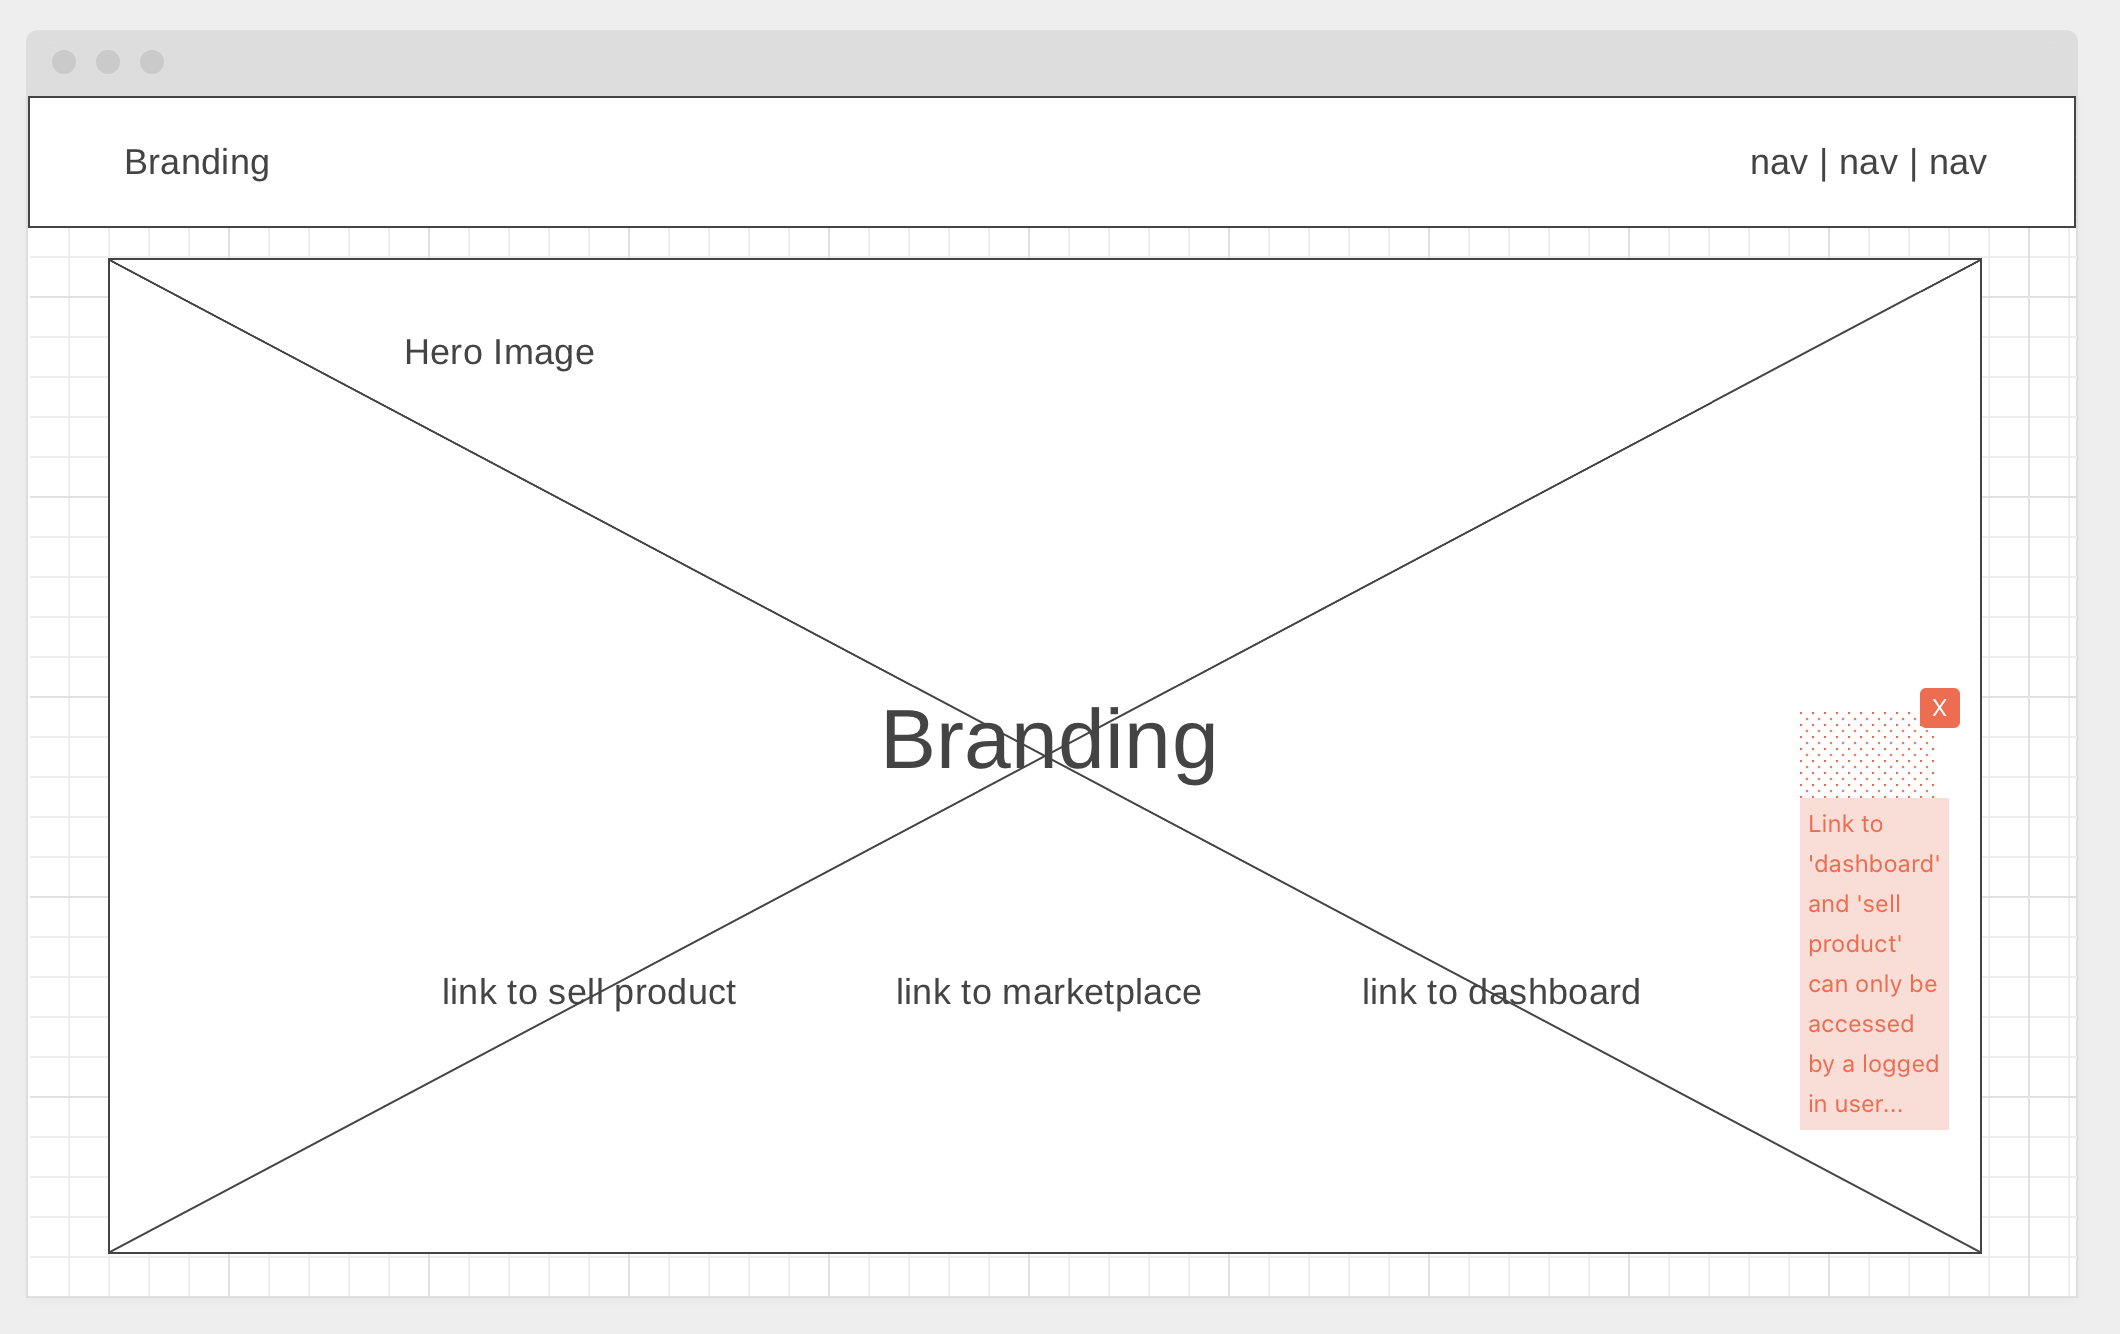 Branding
nav | nav | nav
Hero Image
Branding
link to sell product
link to marketplace
link to dashboard
X
Link to
'dashboard'
and 'sell
product'
can only be
accessed
by a logged
in user...